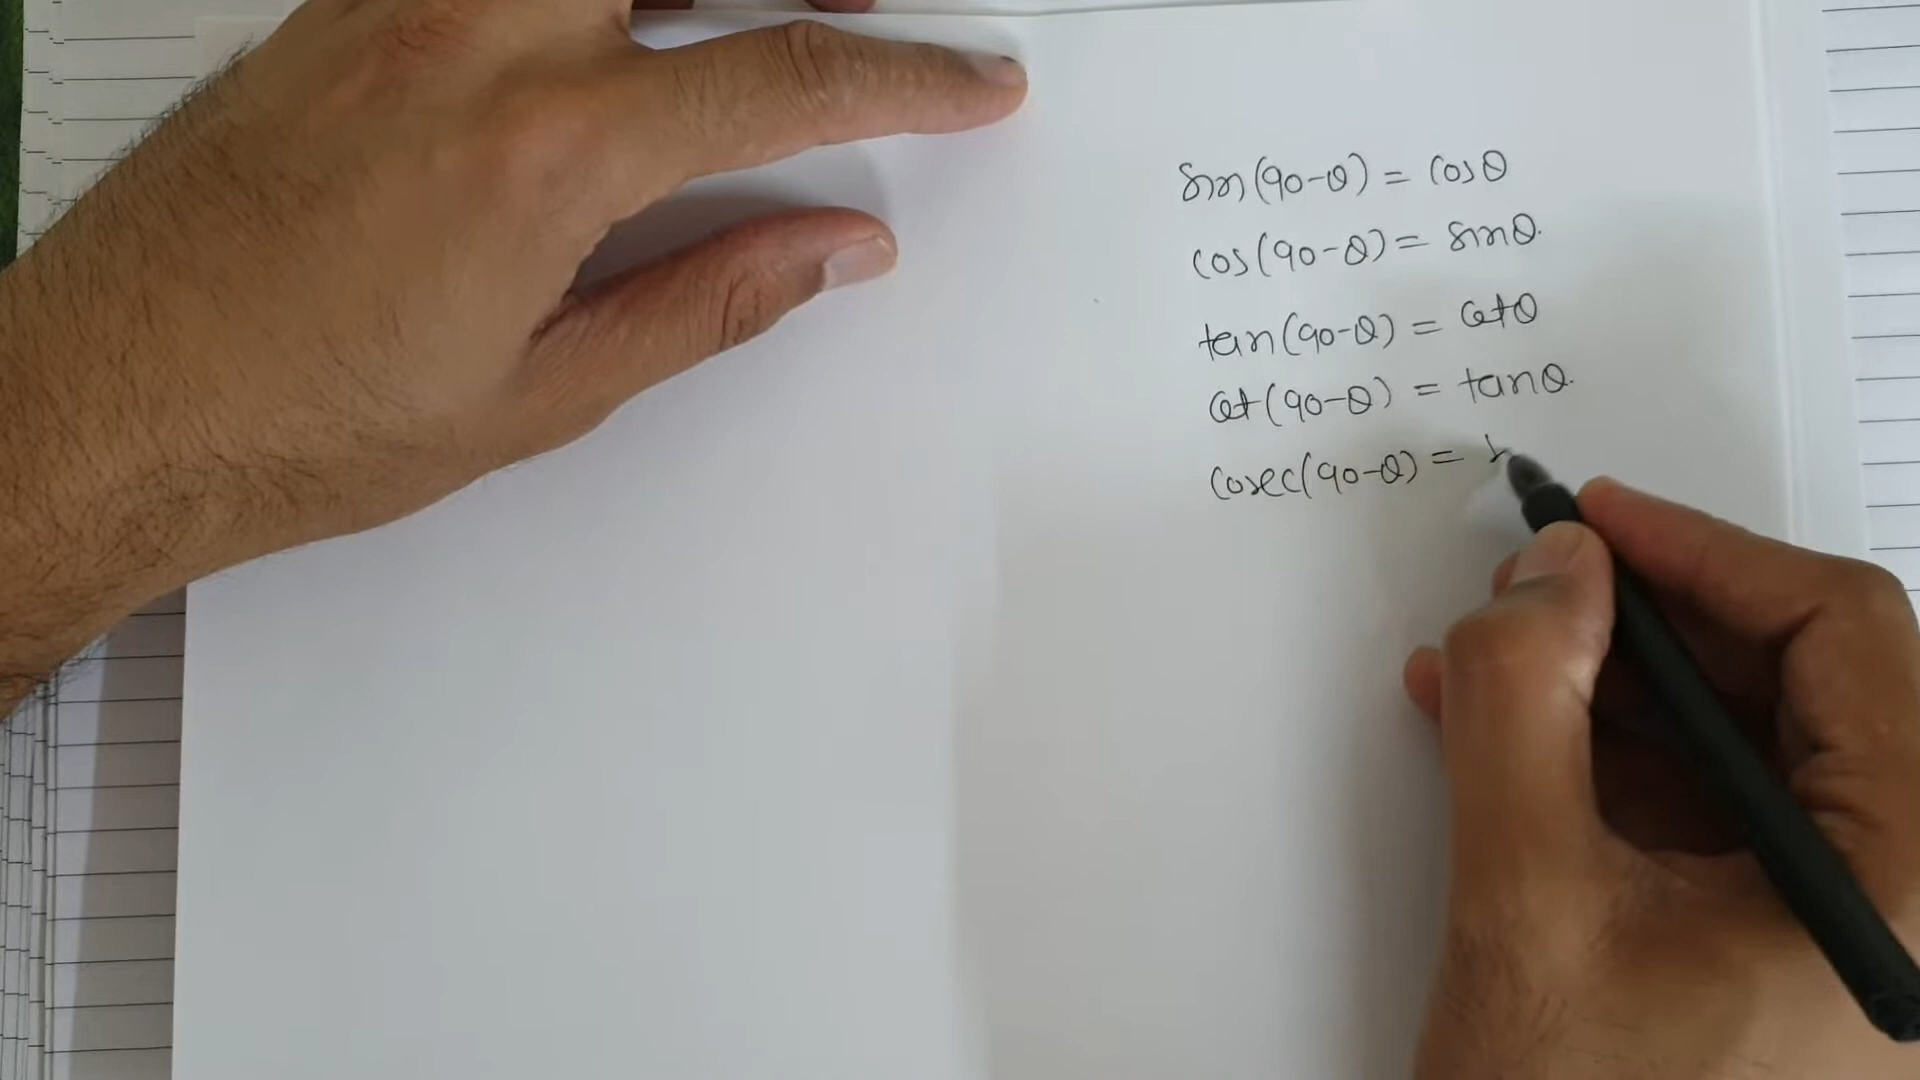 sin(90-θ) = cosθ
cos(90-θ) = sinθ.
tan(90-θ) = cotθ
cot(90-θ) = tanθ.
cosec(90-θ) =